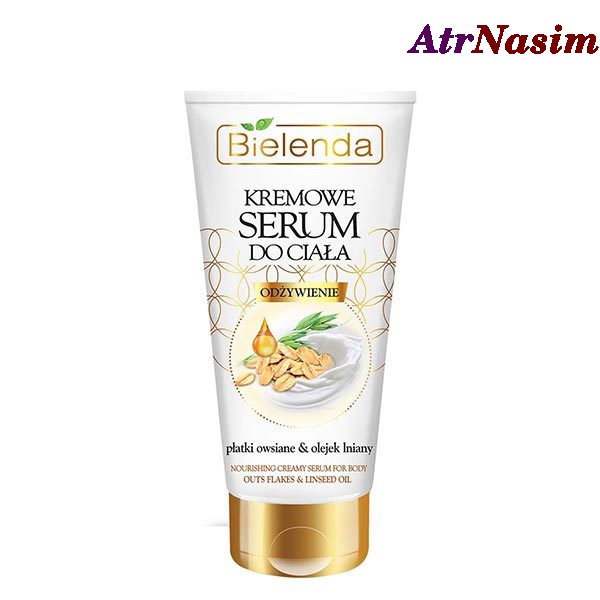 AtrNasim
Bielenda
KREMOWE
SERUM
DO CIAŁA
ODŻYWIENIE
płatki owsiane & olejek lniany
NOURISHING CREAMY SERUM FOR BODY
OUTS FLAKES & LINSEED OIL